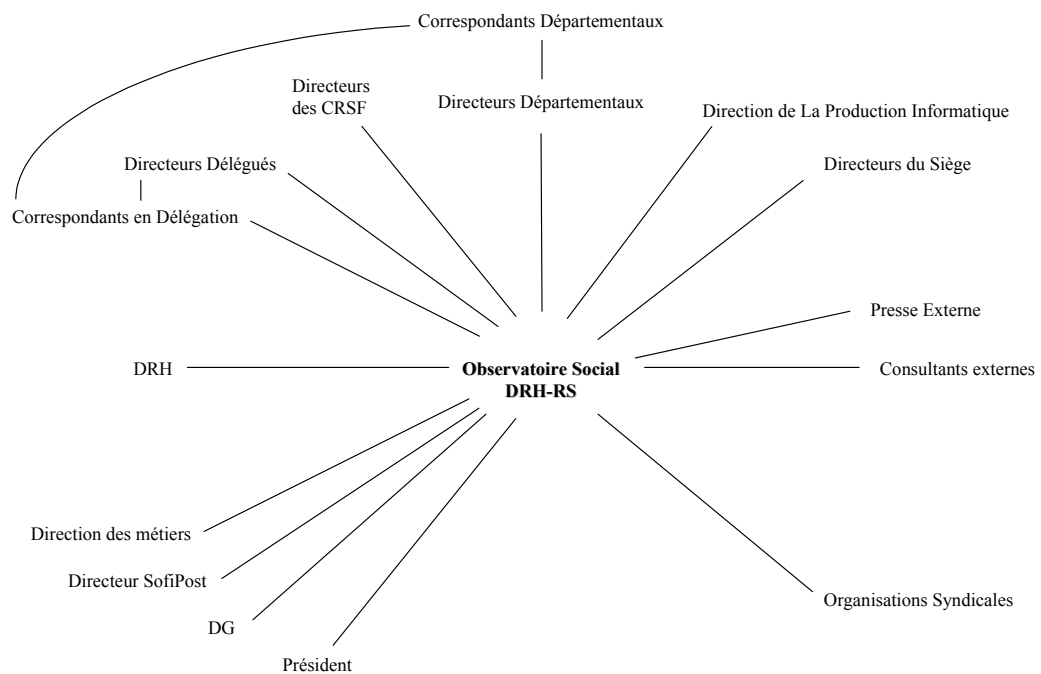 Correspondants Départementaux
Directeurs
des CRSF
Directeurs Départementaux
Direction de La Production Informatique
Directeurs Délégués
Directeurs du Siège
Correspondants en Délégation
Presse Externe
DRH
Observatoire Social
DRH-RS
Consultants externes
Direction des métiers
Directeur SofiPost
Organisations Syndicales
DG
Président